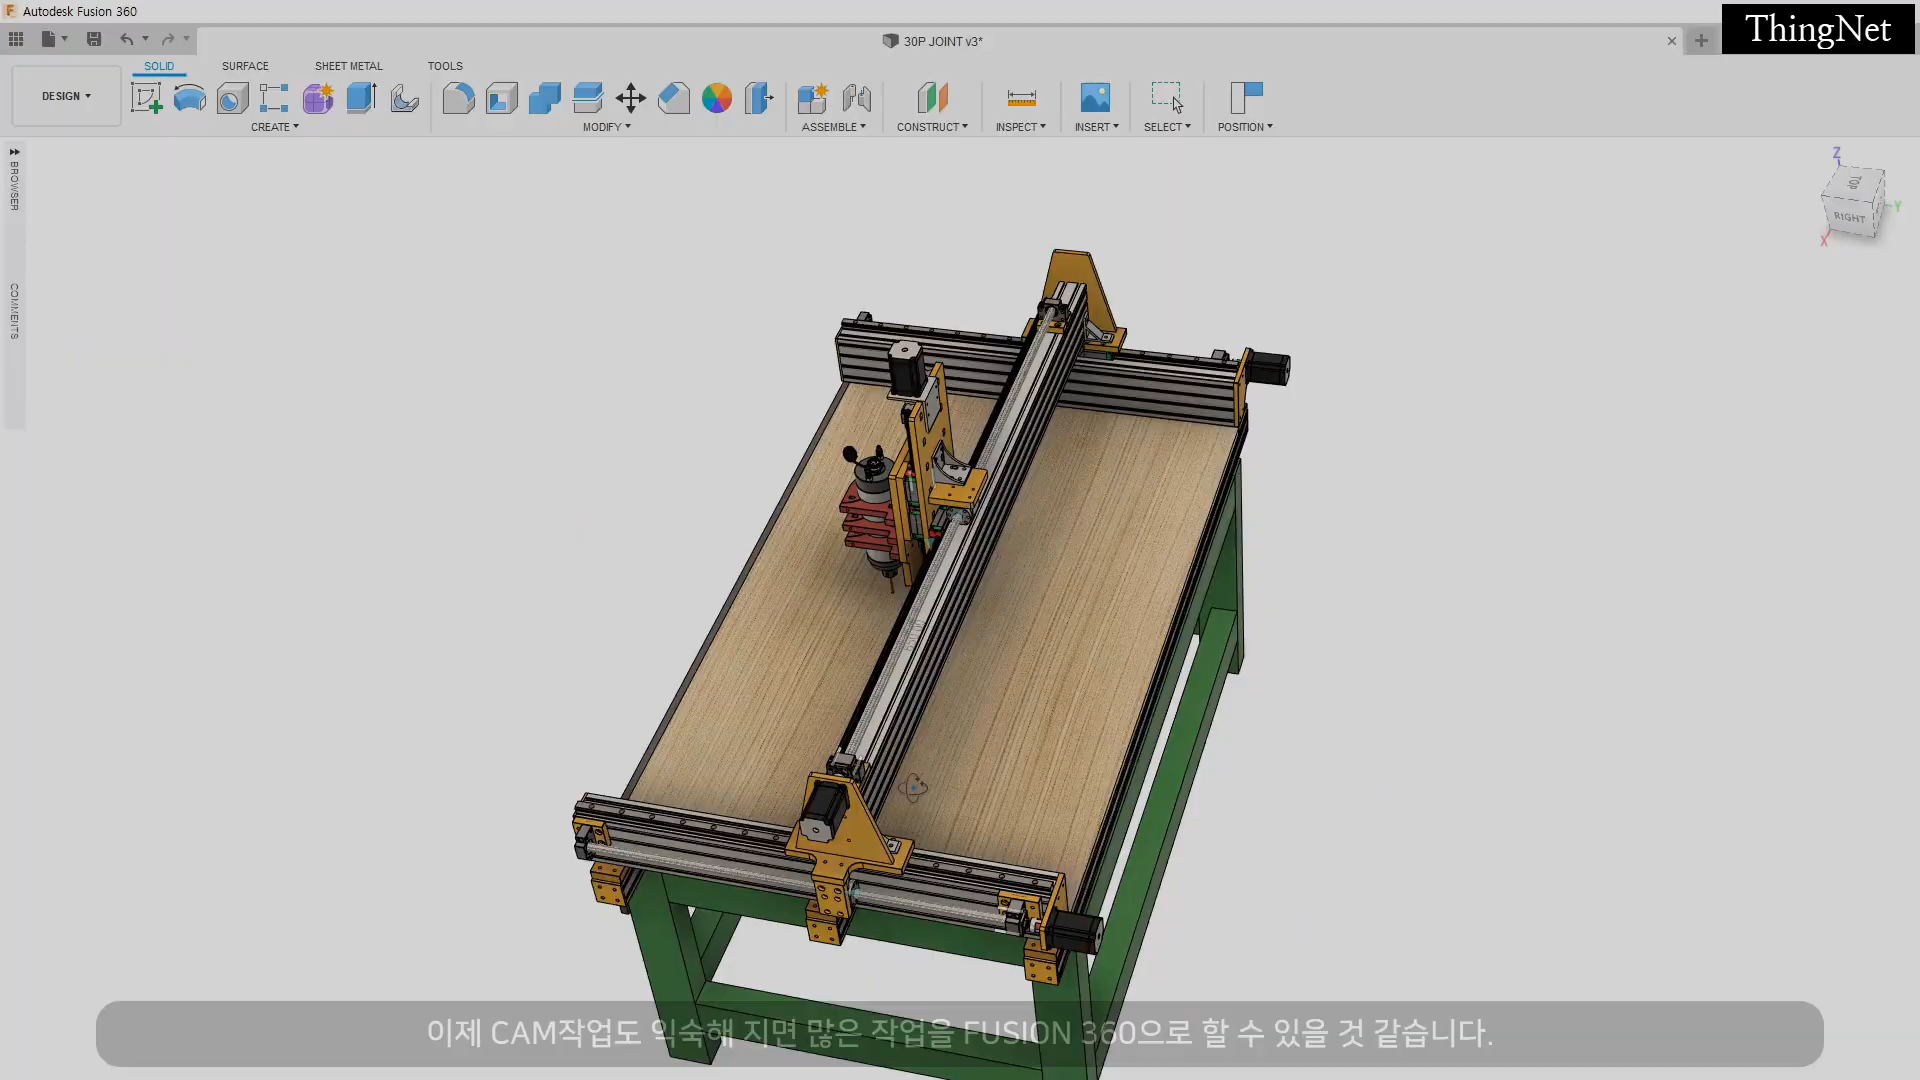 Autodesk Fusion 360
ThingNet
30P JOINT v3*
SOLID
SURFACE
SHEET METAL
TOOLS
DESIGN
CREATE
MODIFY
ASSEMBLE
CONSTRUCT
INSPECT
INSERT
SELECT
POSITION
BROWSER
COMMENTS
Z
TOP
RIGHT
Y
X
이제 CAM작업도 익숙해 지면 많은 작업을 FUSION 360으로 할 수 있을 것 같습니다.